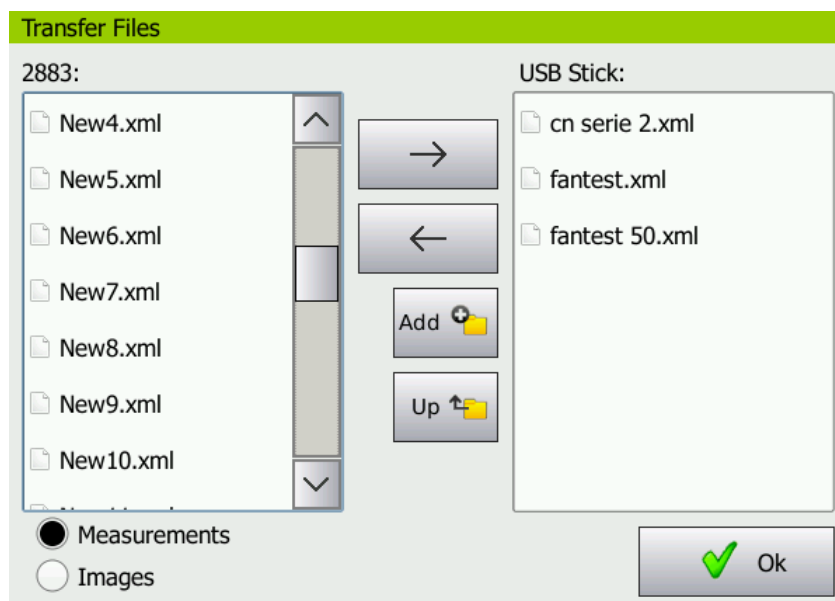 Transfer Files
2883:
New4.xml
New5.xml
New6.xml
New7.xml
New8.xml
New9.xml
New10.xml
Measurements
Images
Add
Up
USB Stick:
cn serie 2.xml
fantest.xml
fantest 50.xml
Ok